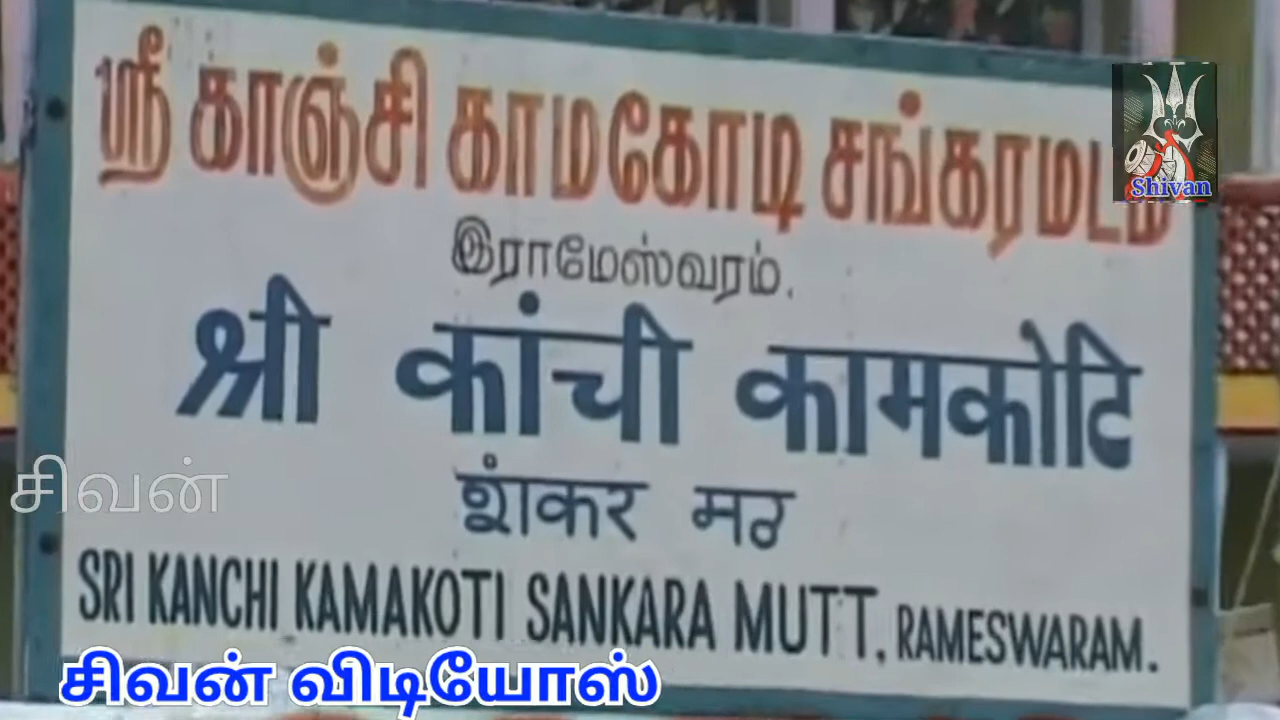 ஸ்ரீ காஞ்சி காமகோடி சங்கரமடம்
Shivan
இராமேஸ்வரம்.
श्री कांची कामकोटि
சிவன்
शांकर मठ
SRI KANCHI KAMAKOTI SANKARA MUTT, RAMESWARAM.
சிவன் வீடியோஸ்